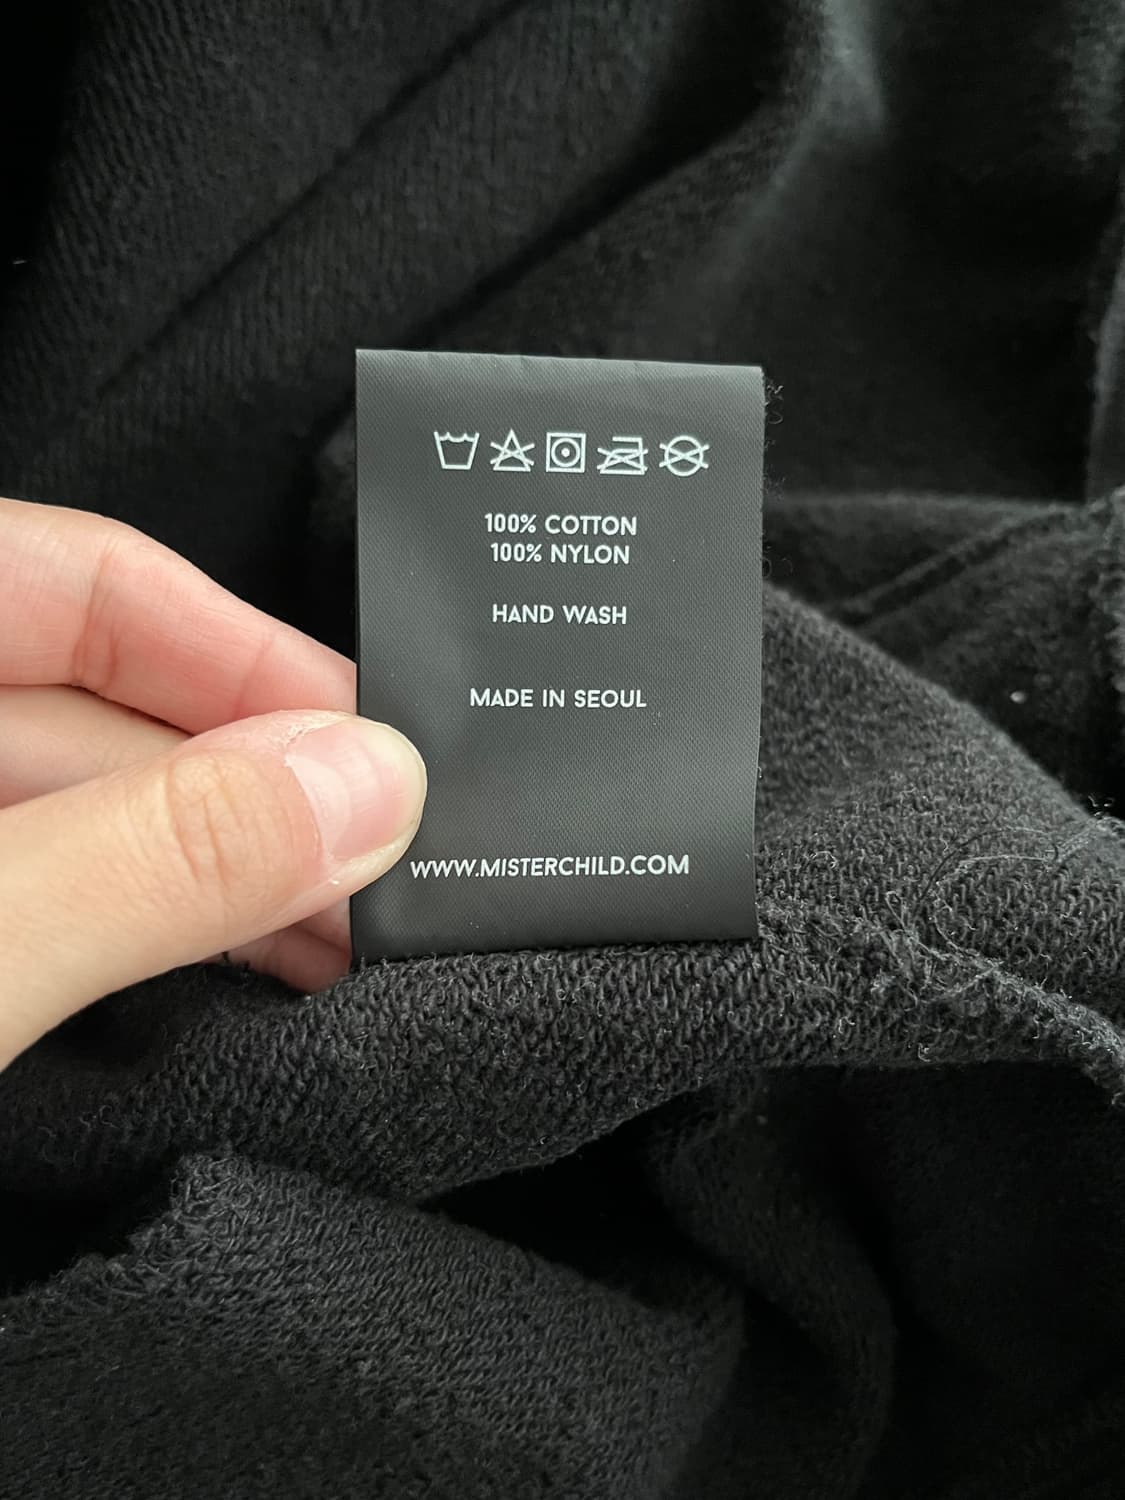 100% COTTON
100% NYLON
HAND WASH
MADE IN SEOUL
WWW.MISTERCHILD.COM